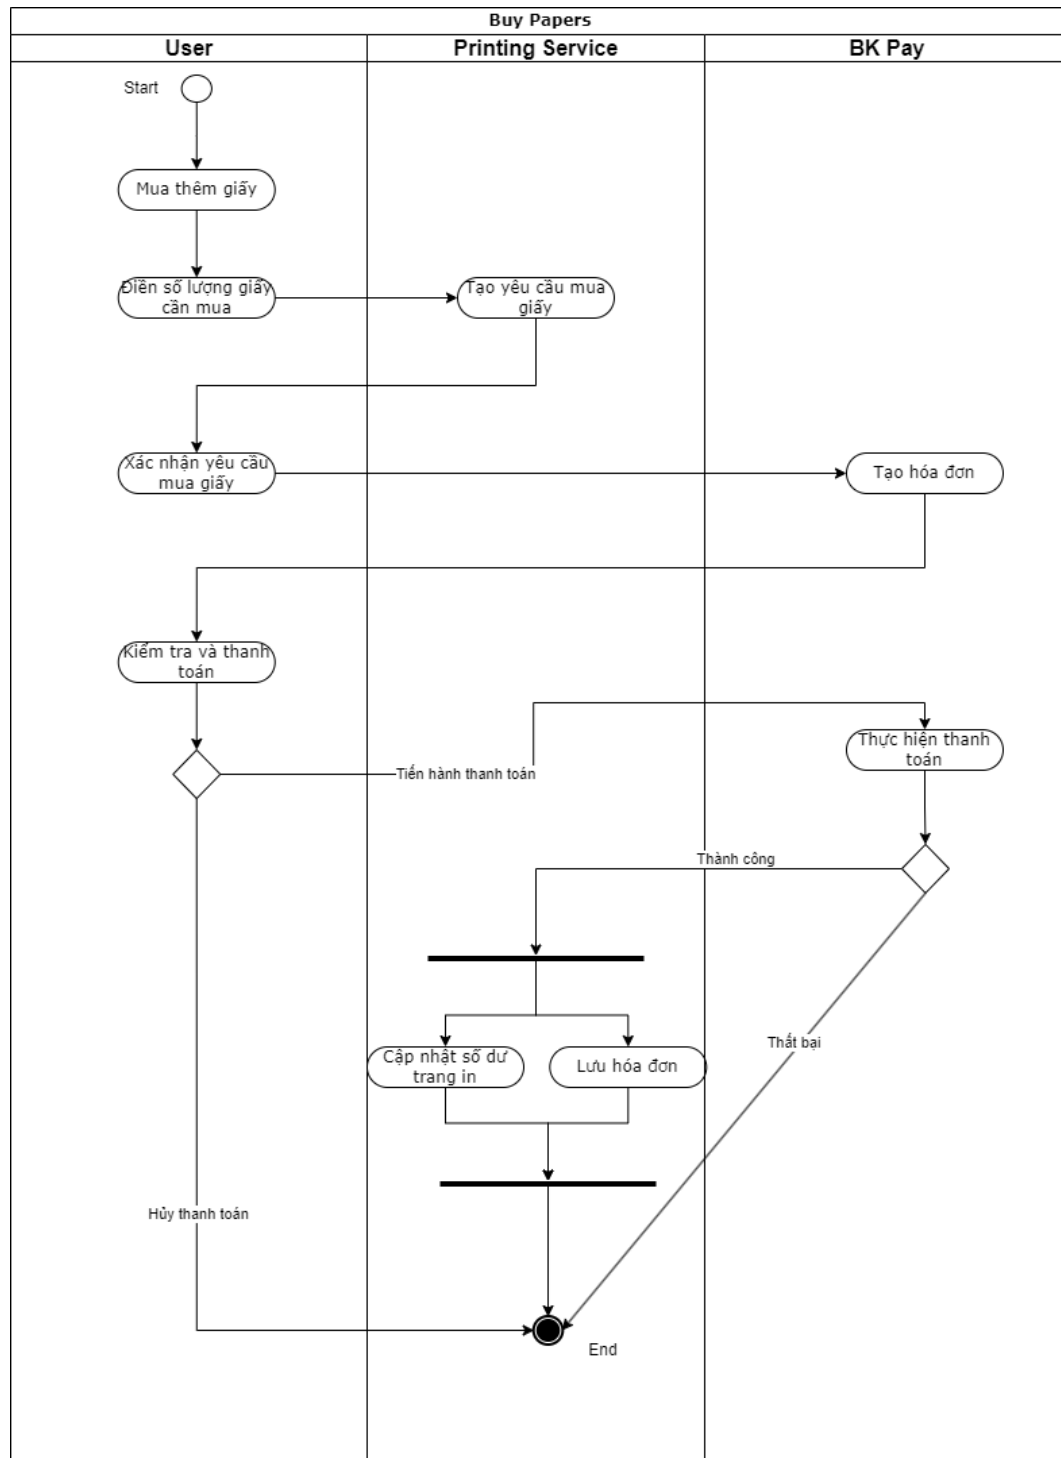 Buy Papers
User
Printing Service
BK Pay
Start
Mua thêm giấy
Điền số lượng giấy
cần mua
Tạo yêu cầu mua
giấy
Xác nhận yêu cầu
mua giấy
Tạo hóa đơn
Kiểm tra và thanh
toán
Thực hiện thanh
toán
Tiến hành thanh toán
Thành công
Thất bại
Cập nhật số dư
trang in
Lưu hóa đơn
Hủy thanh toán
End